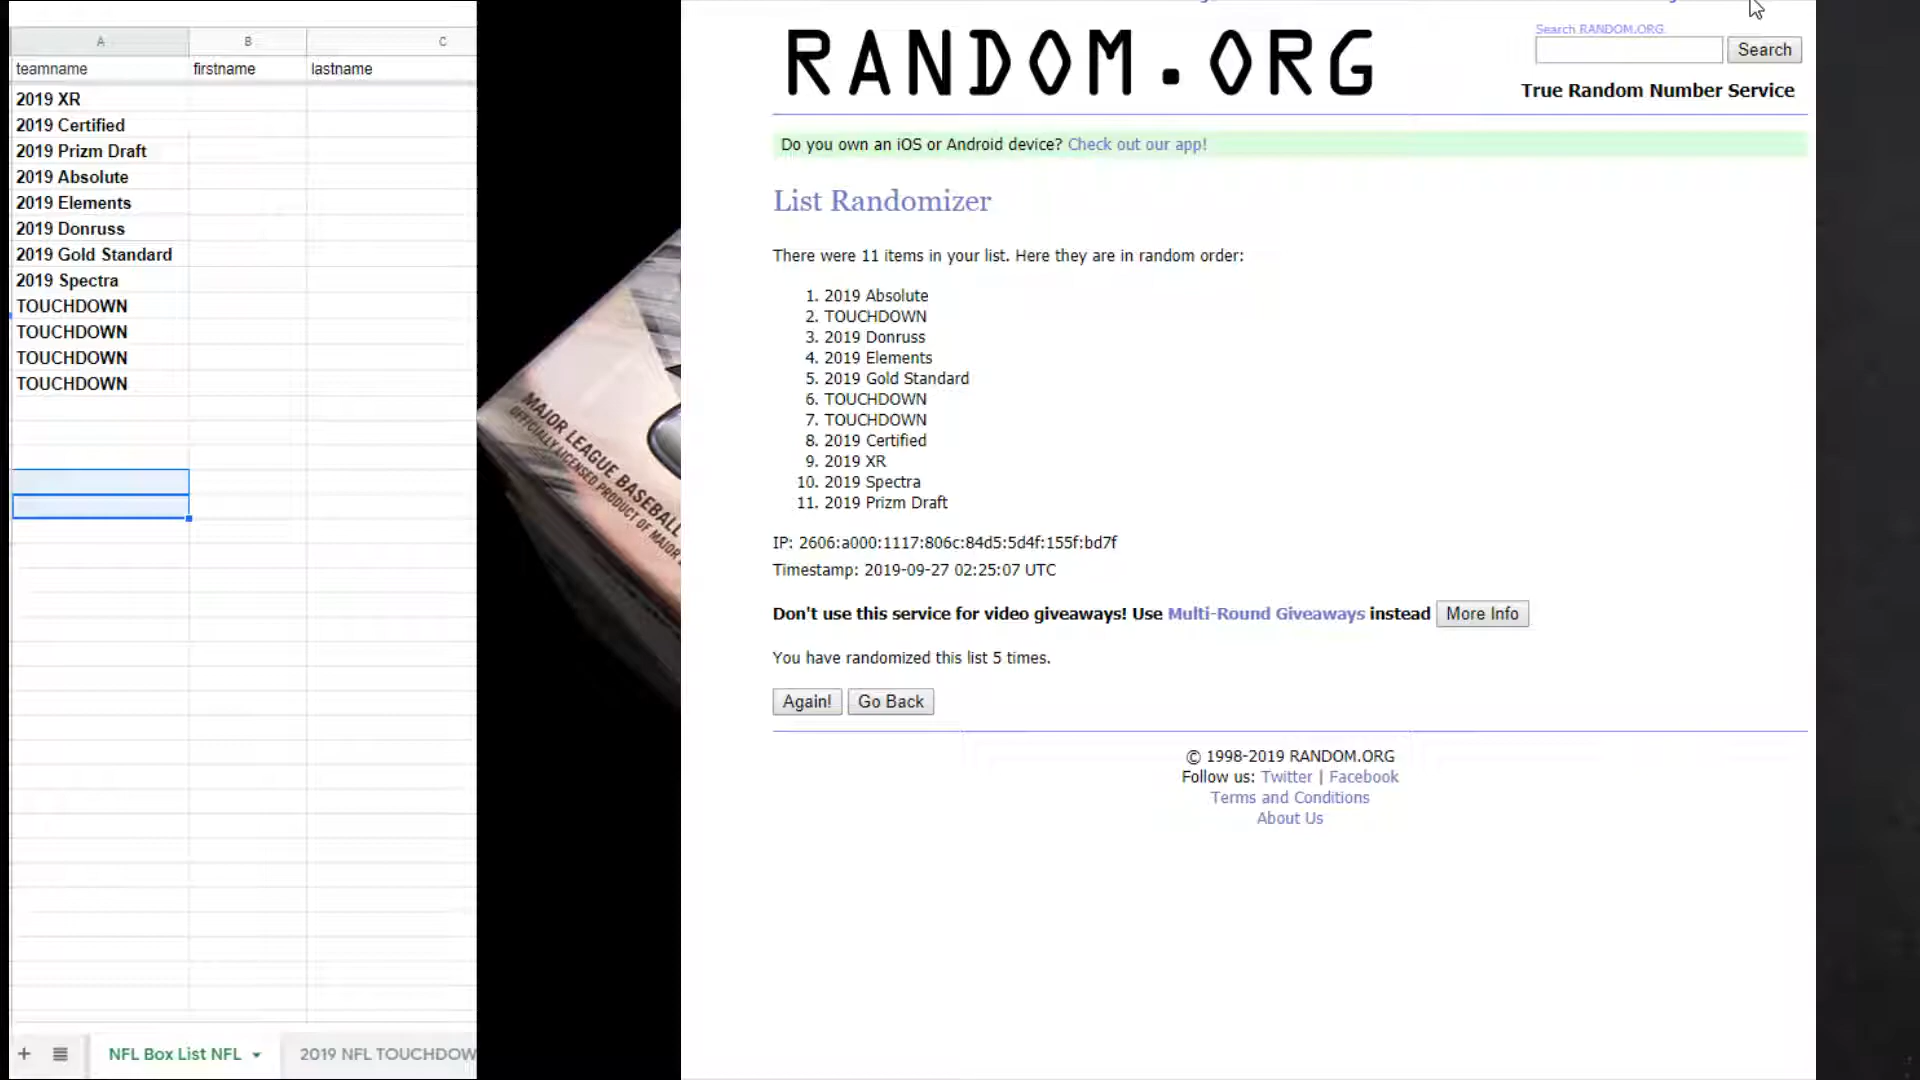 A B C
teamname firstname lastname
2019 XR
2019 Certified
2019 Prizm Draft
2019 Absolute
2019 Elements
2019 Donruss
2019 Gold Standard
2019 Spectra
TOUCHDOWN
TOUCHDOWN
TOUCHDOWN
TOUCHDOWN
+ NFL Box List NFL 2019 NFL TOUCHDOW
MAJOR LEAGUE BASEBALL
OFFICIALLY LICENSED PRODUCT OF MAJOR
RANDOM.ORG
Search RANDOM.ORG
Search
True Random Number Service
Do you own an iOS or Android device? Check out our app!
List Randomizer
There were 11 items in your list. Here they are in random order:
1. 2019 Absolute
2. TOUCHDOWN
3. 2019 Donruss
4. 2019 Elements
5. 2019 Gold Standard
6. TOUCHDOWN
7. TOUCHDOWN
8. 2019 Certified
9. 2019 XR
10. 2019 Spectra
11. 2019 Prizm Draft
IP: 2606:a000:1117:806c:84d5:5d4f:155f:bd7f
Timestamp: 2019-09-27 02:25:07 UTC
Don't use this service for video giveaways! Use Multi-Round Giveaways instead More Info
You have randomized this list 5 times.
Again! Go Back
© 1998-2019 RANDOM.ORG
Follow us: Twitter | Facebook
Terms and Conditions
About Us